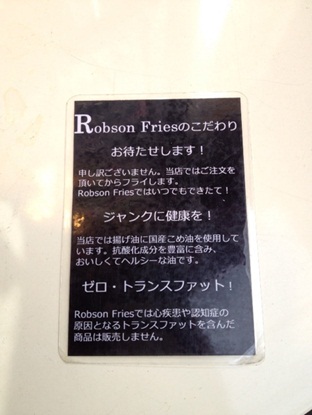 Robson Friesのこだわり
お待たせします！
申し訳ございません。当店ではご注文を
頂いてからフライします。
Robson Friesではいつでもできたて！
ジャンクに健康を！
当店では揚げ油に国産こめ油を使用して
います。抗酸化成分を豊富に含み、
おいしくてヘルシーな油です。
ゼロ・トランスファット！
Robson Friesでは心疾患や認知症の
原因となるトランスファットを含んだ
商品は販売しません。